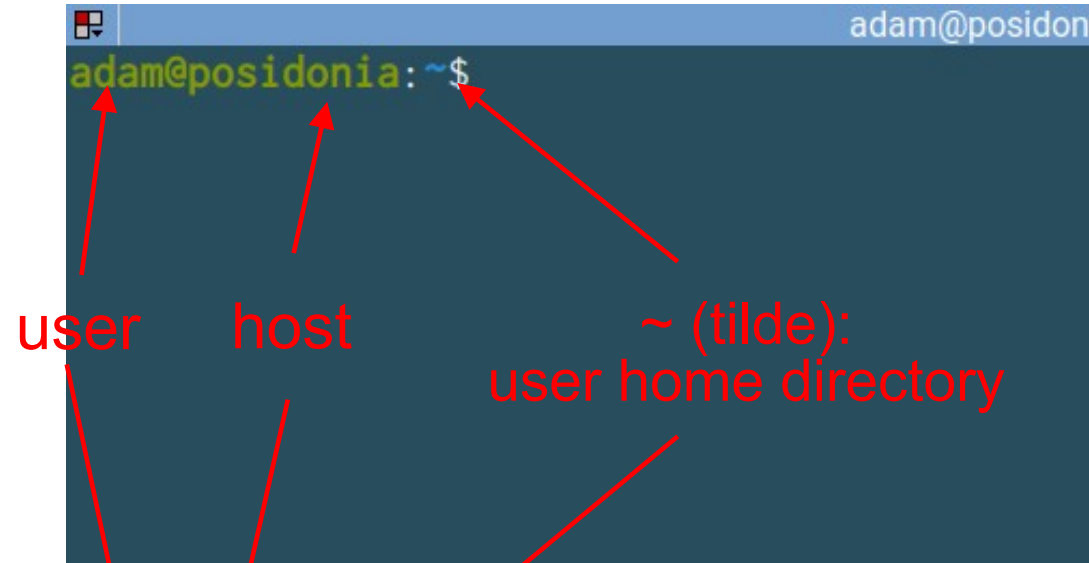 adam@posidon
adam@posidonia:~$
user host ~ (tilde):
user home directory